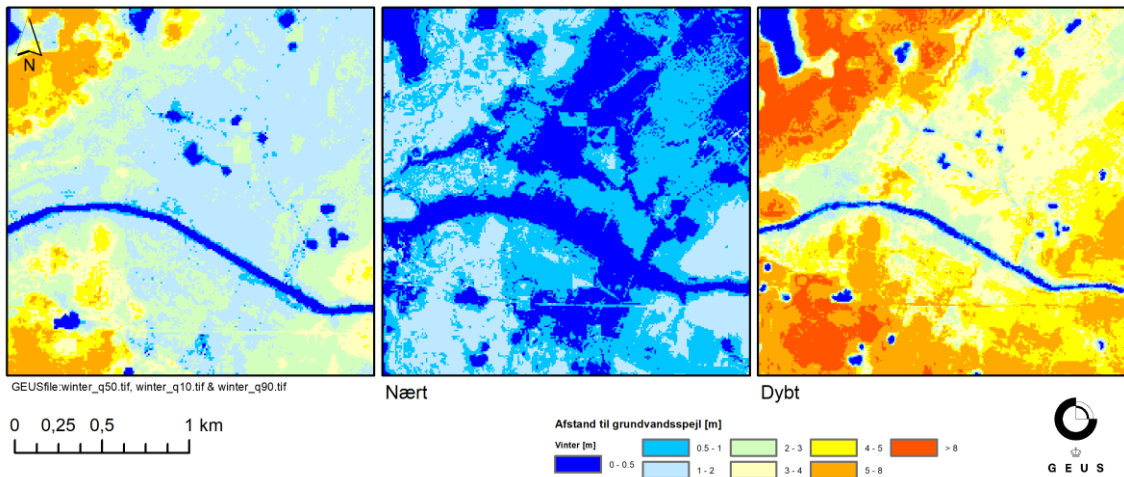 N
GEUSfile:winter_q50.tif, winter_q10.tif & winter_q90.tif
Nært
Dybt
0 0,25 0,5 1 km
Afstand til grundvandsspejl [m]
Vinter [m]
0 - 0.5
0.5 - 1
1 - 2
2 - 3
3 - 4
4 - 5
5 - 8
> 8
G E U S